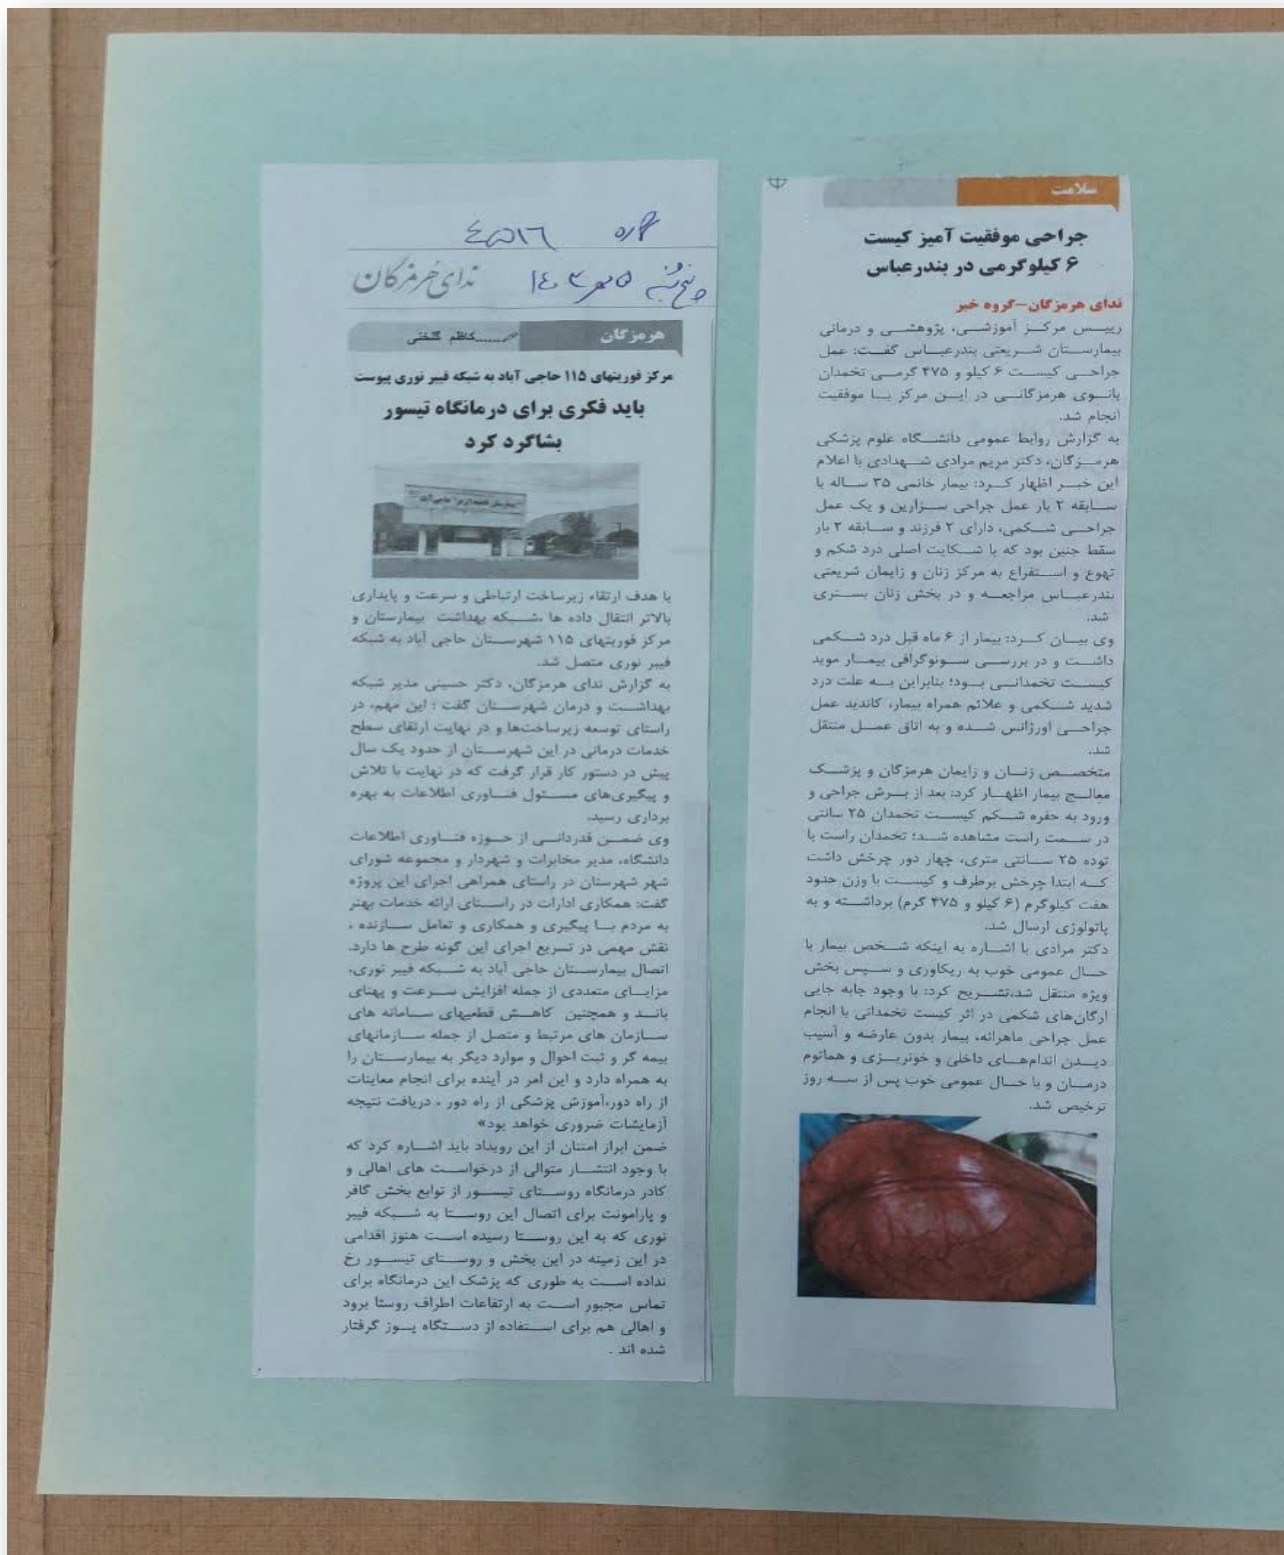 سلامت
جراحی موفقیت آمیز کیست
۶ کیلوگرمی در بندرعباس
ندای هرمزگان-گروه خبر
رییس مرکز آموزشی، پژوهشی و درمانی
بیمارستان شریعتی بندرعباس گفت: عمل
جراحی کیست ۶ کیلو و ۴۷۵ گرمی تخمدان
بانوی هرمزگانی در این مرکز با موفقیت
انجام شد.
به گزارش روابط عمومی دانشگاه علوم پزشکی
هرمزگان، دکتر مریم مرادی شهدادی با اعلام
این خبر اظهار کرد: بیمار خانمی ۳۵ ساله با
سابقه ۲ بار عمل جراحی سزارین و یک عمل
جراحی شکمی، دارای ۲ فرزند و سابقه ۲ بار
سقط جنین بود که با شکایت اصلی درد شکم و
تهوع و استفراغ به مرکز زنان و زایمان شریعتی
بندرعباس مراجعه و در بخش زنان بستری
شد.
وی بیان کرد: بیمار از ۶ ماه قبل درد شکمی
داشت و در بررسی سونوگرافی بیمار موید
کیست تخمدانی بود؛ بنابراین به علت درد
شدید شکمی و علائم همراه بیمار، کاندید عمل
جراحی اورژانس شده و به اتاق عمل منتقل
شد.
متخصص زنان و زایمان هرمزگان و پزشک
معالج بیمار اظهار کرد: بعد از برش جراحی و
ورود به حفره شکم کیست تخمدان ۲۵ سانتی
در سمت راست مشاهده شد؛ تخمدان راست با
توده ۲۵ سانتی متری، چهار دور چرخش داشت
که ابتدا چرخش برطرف و کیست با وزن حدود
هفت کیلوگرم (۶ کیلو و ۴۷۵ گرم) برداشته و به
پاتولوژی ارسال شد.
دکتر مرادی با اشاره به اینکه شخص بیمار با
حال عمومی خوب به ریکاوری و سپس بخش
ویژه منتقل شد،تشریح کرد: با وجود جابه جایی
ارگان‌های شکمی در اثر کیست تخمدانی با انجام
عمل جراحی ماهرانه، بیمار بدون عارضه و آسیب
دیدن اندام‌های داخلی و خونریزی و هماتوم
درمان و با حال عمومی خوب پس از سه روز
ترخیص شد.
پنج شنبه ۵ مهر ۱۴۰۳ ندای هرمزگان
هرمزگان
......کاظم گلختی
مرکز فوریتهای ۱۱۵ حاجی آباد به شبکه فیبر نوری پیوست
باید فکری برای درمانگاه تیسور
بشاگرد کرد
با هدف ارتقاء زیرساخت ارتباطی و سرعت و پایداری
بالاتر انتقال داده ها ،شبکه بهداشت بیمارستان و
مرکز فوریتهای ۱۱۵ شهرستان حاجی آباد به شبکه
فیبر نوری متصل شد.
به گزارش ندای هرمزگان، دکتر حسینی مدیر شبکه
بهداشت و درمان شهرستان گفت : این مهم، در
راستای توسعه زیرساخت‌ها و در نهایت ارتقای سطح
خدمات درمانی در این شهرستان از حدود یک سال
پیش در دستور کار قرار گرفت که در نهایت با تلاش
و پیگیری‌های مسئول فناوری اطلاعات به بهره
برداری رسید.
وی ضمن قدردانی از حوزه فناوری اطلاعات
دانشگاه، مدیر مخابرات و شهردار و مجموعه شورای
شهر شهرستان در راستای همراهی اجرای این پروژه
گفت: همکاری ادارات در راستای ارائه خدمات بهتر
به مردم با پیگیری و همکاری و تعامل سازنده ،
نقش مهمی در تسریع اجرای این گونه طرح ها دارد.
اتصال بیمارستان حاجی آباد به شبکه فیبر نوری،
مزایای متعددی از جمله افزایش سرعت و پهنای
باند و همچنین کاهش قطعیهای سامانه های
سازمان های مرتبط و متصل از جمله سازمانهای
بیمه گر و ثبت احوال و موارد دیگر به بیمارستان را
به همراه دارد و این امر در آینده برای انجام معاینات
از راه دور،آموزش پزشکی از راه دور ، دریافت نتیجه
آزمایشات ضروری خواهد بود»
ضمن ابراز امتنان از این رویداد باید اشاره کرد که
با وجود انتشار متوالی از درخواست های اهالی و
کادر درمانگاه روستای تیسور از توابع بخش گافر
و پارامونت برای اتصال این روستا به شبکه فیبر
نوری که به این روستا رسیده است هنوز اقدامی
در این زمینه در این بخش و روستای تیسور رخ
نداده است به طوری که پزشک این درمانگاه برای
تماس مجبور است به ارتفاعات اطراف روستا برود
و اهالی هم برای استفاده از دستگاه پوز گرفتار
شده اند .